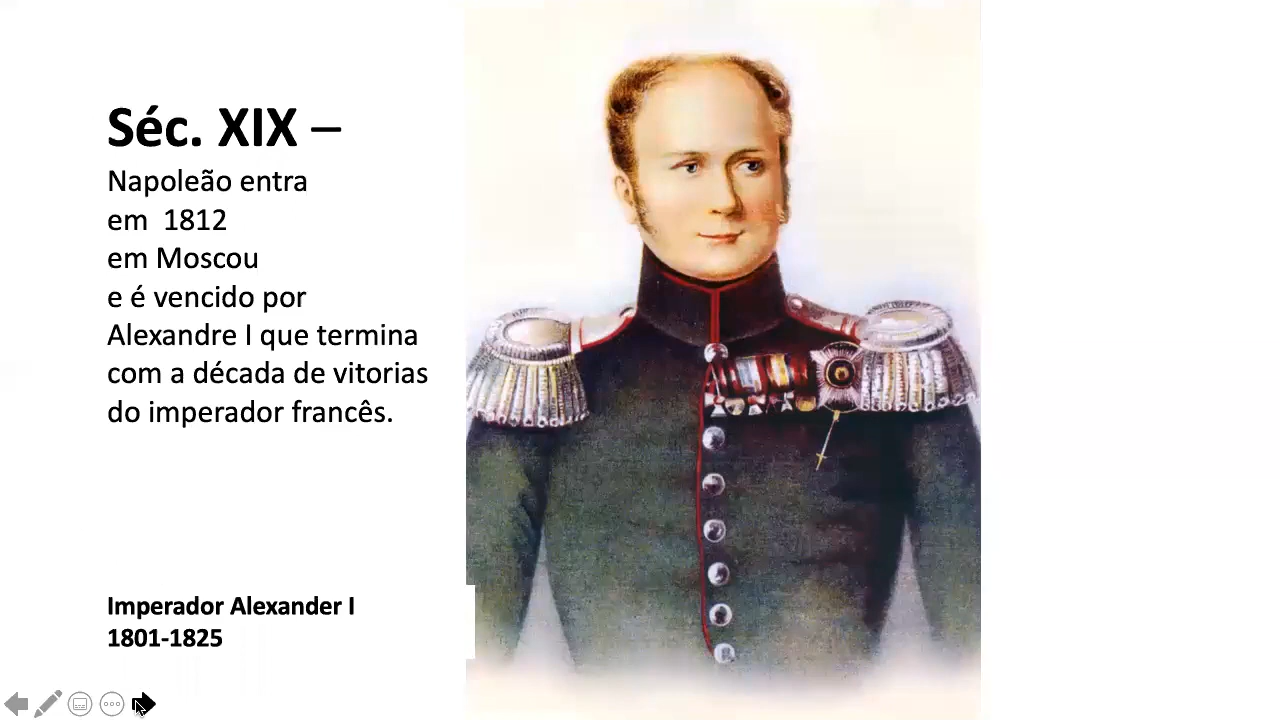 Séc. XIX –
Napoleão entra
em  1812
em Moscou
e é vencido por
Alexandre I que termina
com a década de vitorias
do imperador francês.
Imperador Alexander I
1801-1825